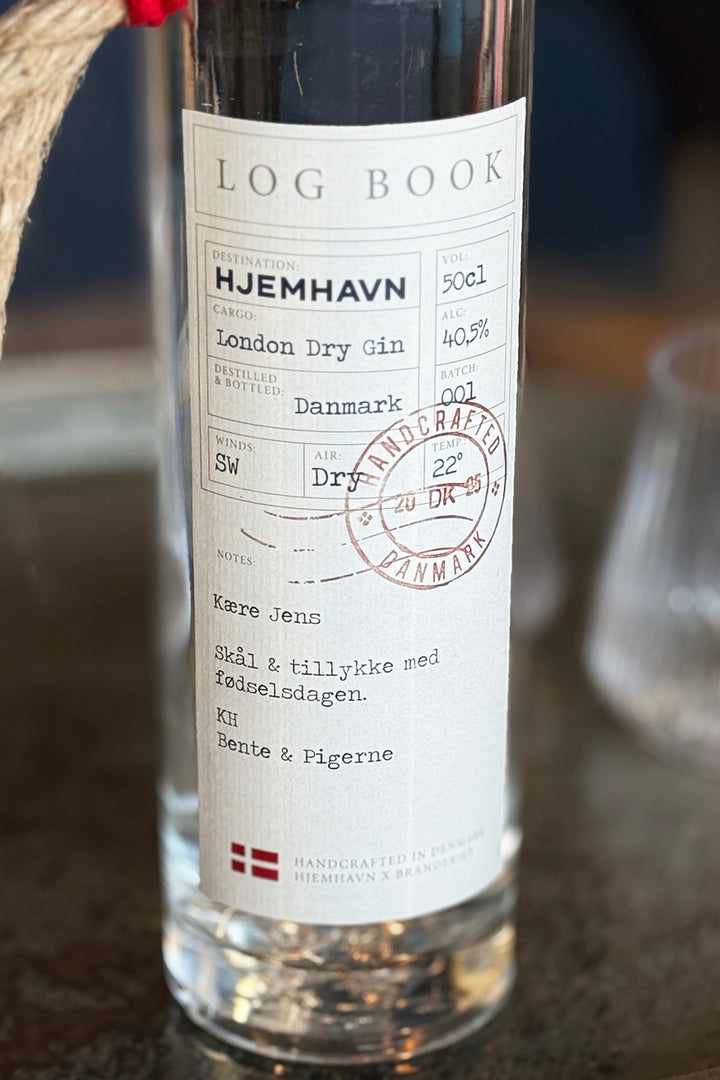 LOG BOOK
DESTINATION:
HJEMHAVN
VOL:
50cl
CARGO:
London Dry Gin
ALC:
40,5%
DESTILLED
& BOTTLED:
Danmark
BATCH:
001
WINDS:
SW
AIR:
Dry
TEMP.:
22°
HANDCRAFTED
20 DK 25
DANMARK
NOTES:
Kære Jens
Skål & tillykke med
fødselsdagen.
KH
Bente & Pigerne
HANDCRAFTED IN DENMARK
HJEMHAVN X